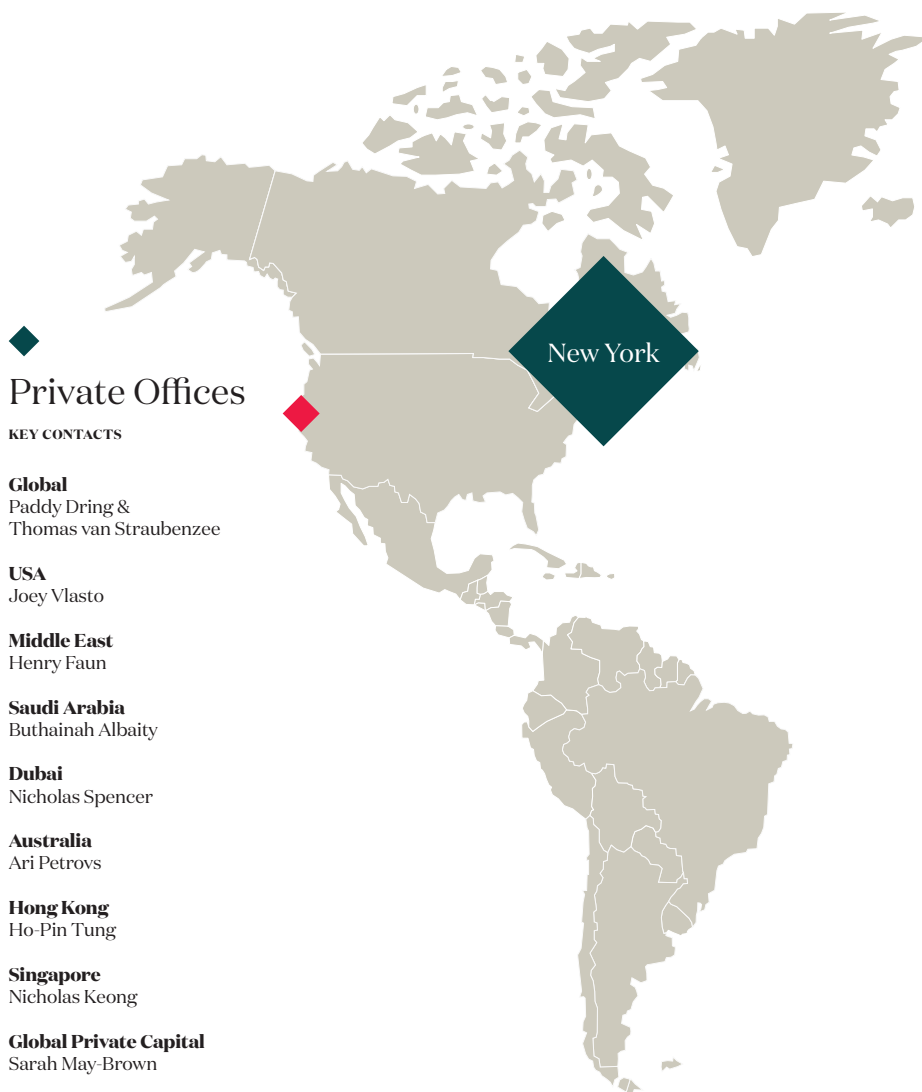 New York
Private Offices
KEY CONTACTS
Global
Paddy Dring &
Thomas van Straubenzee
USA
Joey Vlasto
Middle East
Henry Faun
Saudi Arabia
Buthainah Albaity
Dubai
Nicholas Spencer
Australia
Ari Petrovs
Hong Kong
Ho-Pin Tung
Singapore
Nicholas Keong
Global Private Capital
Sarah May-Brown